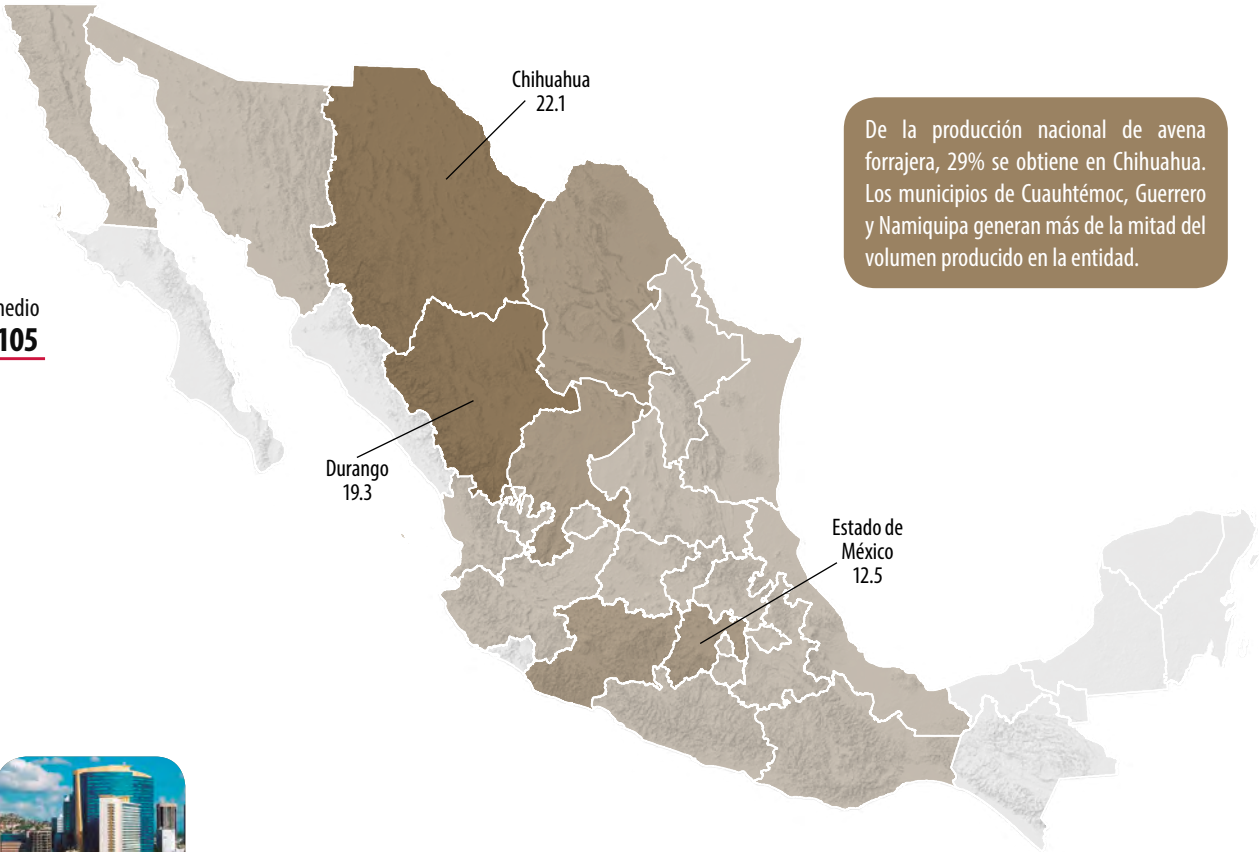 Chihuahua
22.1
De la producción nacional de avena
forrajera, 29% se obtiene en Chihuahua.
Los municipios de Cuauhtémoc, Guerrero
y Namiquipa generan más de la mitad del
volumen producido en la entidad.
medio
105
Durango
19.3
Estado de
México
12.5